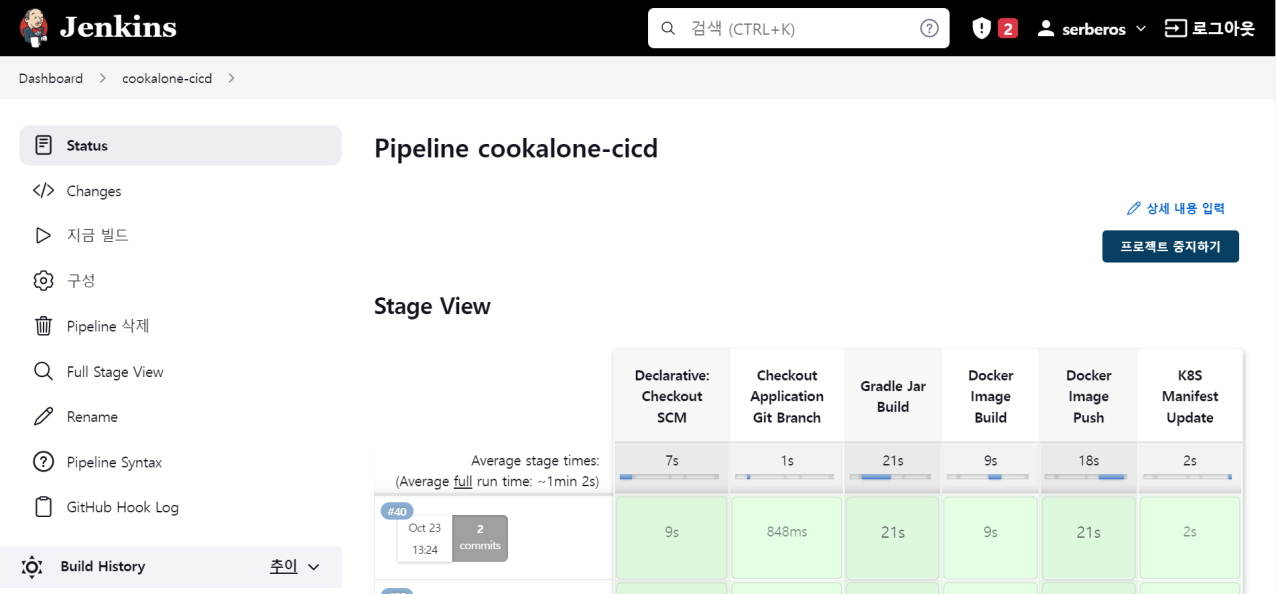 Jenkins
검색 (CTRL+K)
?
2
serberos
로그아웃
Dashboard
cookalone-cicd
Status
Changes
지금 빌드
구성
Pipeline 삭제
Full Stage View
Rename
Pipeline Syntax
GitHub Hook Log
Build History
추이
Pipeline cookalone-cicd
상세 내용 입력
프로젝트 중지하기
Stage View
Declarative:
Checkout
SCM
Checkout
Application
Git Branch
Gradle Jar
Build
Docker
Image
Build
Docker
Image
Push
K8S
Manifest
Update
Average stage times:
(Average full run time: ~1min 2s)
7s
1s
21s
9s
18s
2s
#40
Oct 23
13:24
2
commits
9s
848ms
21s
9s
21s
2s